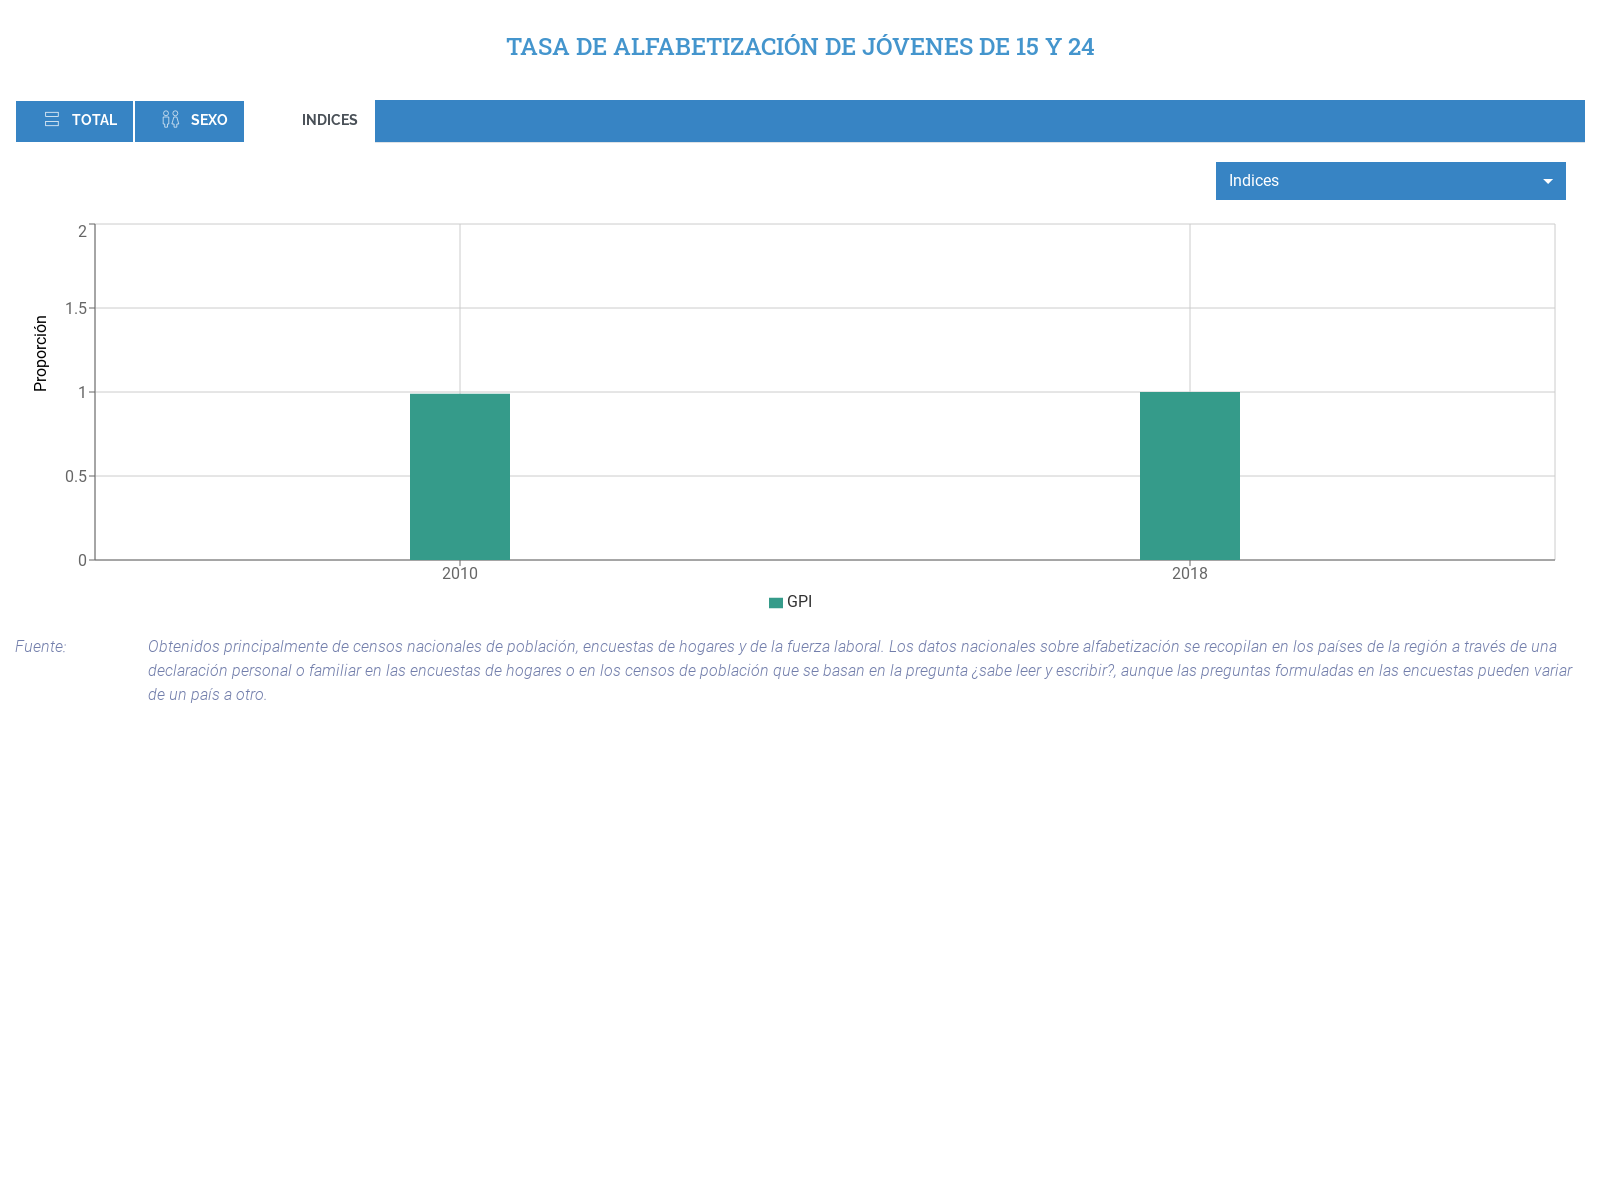 TASA DE ALFABETIZACIÓN DE JÓVENES DE 15 Y 24
TOTAL
SEXO
INDICES
Indices
2
1.5
1
0.5
0
Proporción
2010
2018
GPI
Fuente:
Obtenidos principalmente de censos nacionales de población, encuestas de hogares y de la fuerza laboral. Los datos nacionales sobre alfabetización se recopilan en los países de la región a través de una
declaración personal o familiar en las encuestas de hogares o en los censos de población que se basan en la pregunta ¿sabe leer y escribir?, aunque las preguntas formuladas en las encuestas pueden variar
de un país a otro.